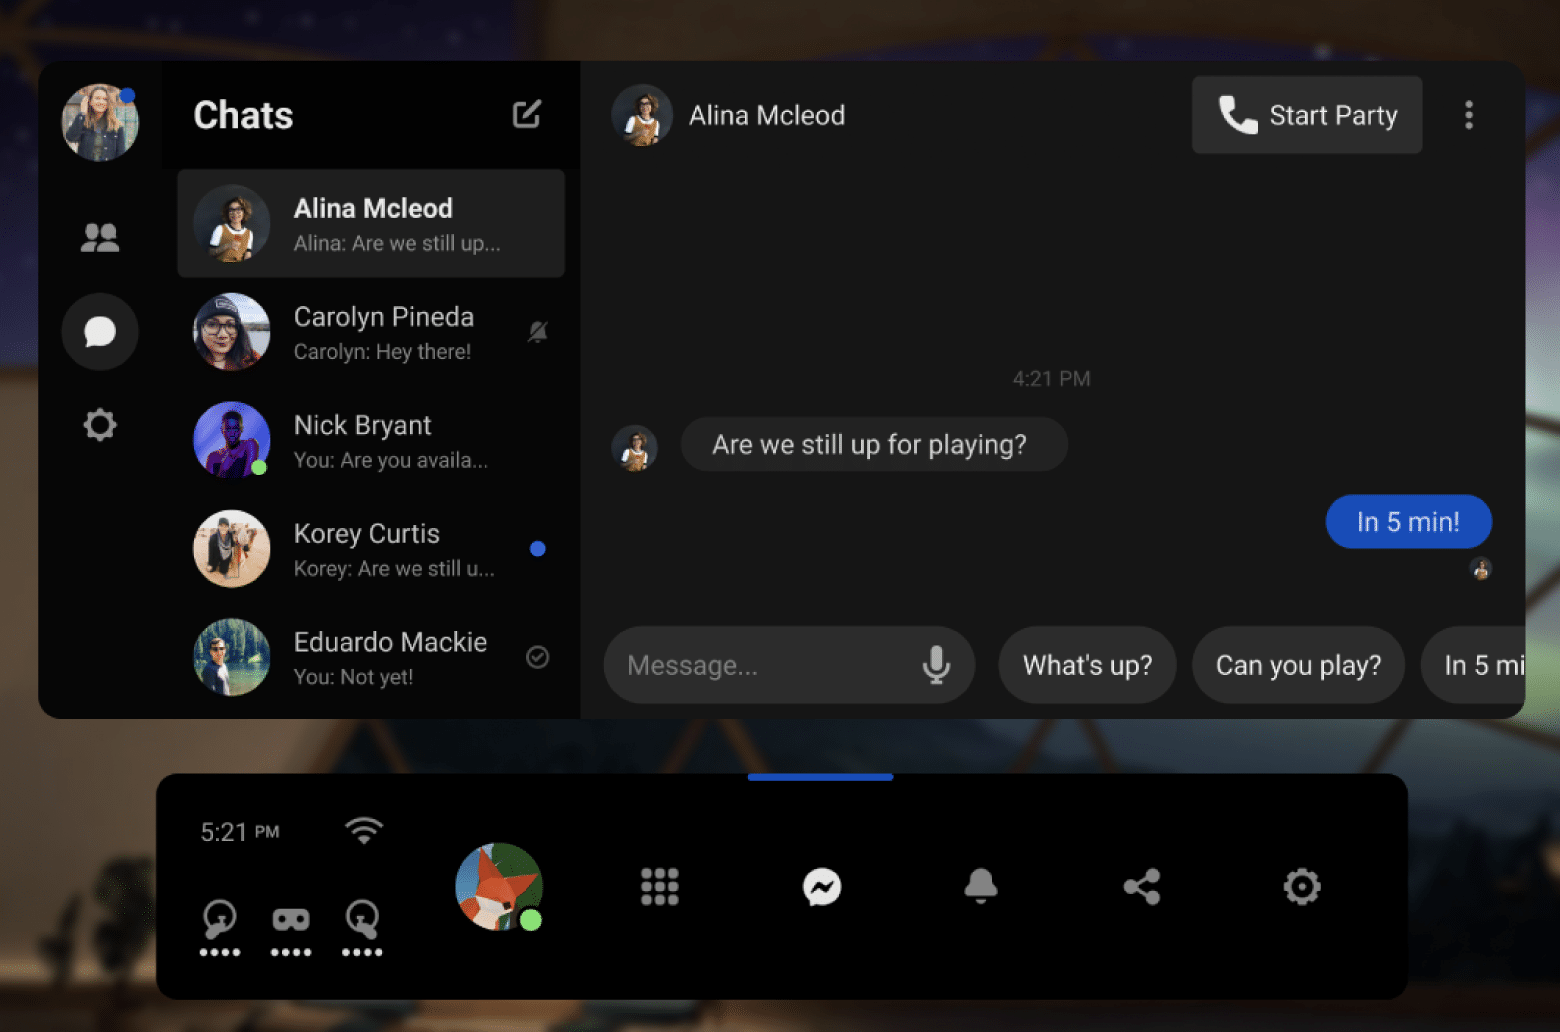 Chats
Alina Mcleod
Alina: Are we still up...
Carolyn Pineda
Carolyn: Hey there!
Nick Bryant
You: Are you availa...
Korey Curtis
Korey: Are we still u...
Eduardo Mackie
You: Not yet!
Alina Mcleod
Start Party
4:21 PM
Are we still up for playing?
In 5 min!
Message...
What's up?
Can you play?
In 5 mi
5:21 PM